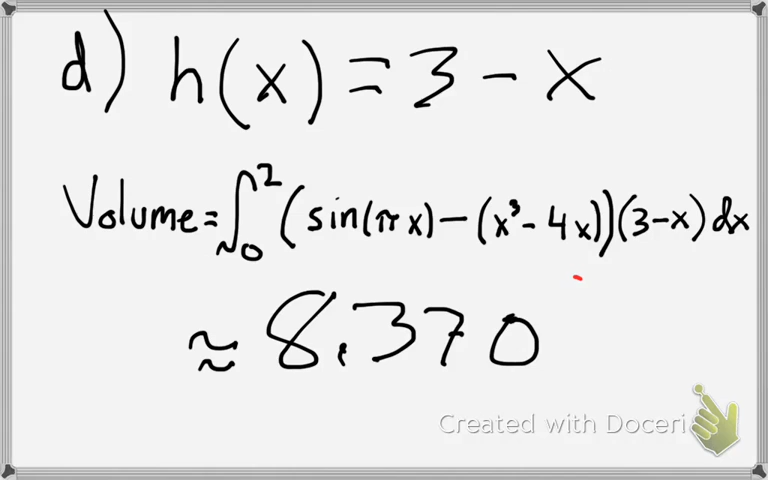 d) h(x) = 3 - x
Volume = ∫₀² (sin(πx) - (x³ - 4x))(3 - x) dx
≈ 8.370
Created with Doceri